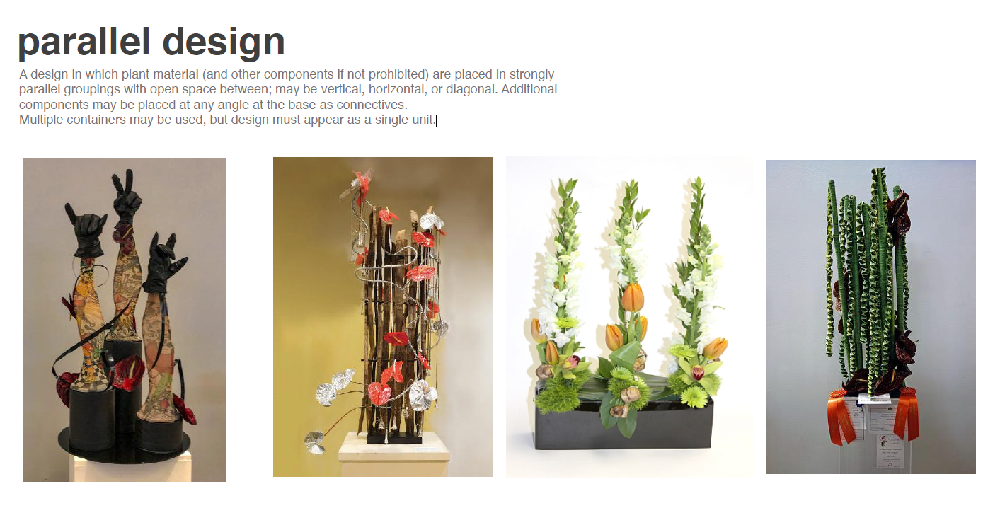 parallel design
A design in which plant material (and other components if not prohibited) are placed in strongly
parallel groupings with open space between; may be vertical, horizontal, or diagonal. Additional
components may be placed at any angle at the base as connectives.
Multiple containers may be used, but design must appear as a single unit.